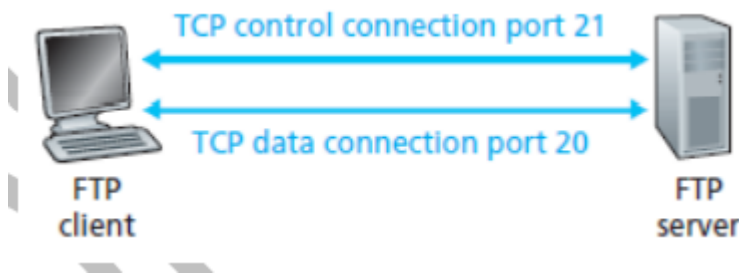 TCP control connection port 21
TCP data connection port 20
FTP
client
FTP
server